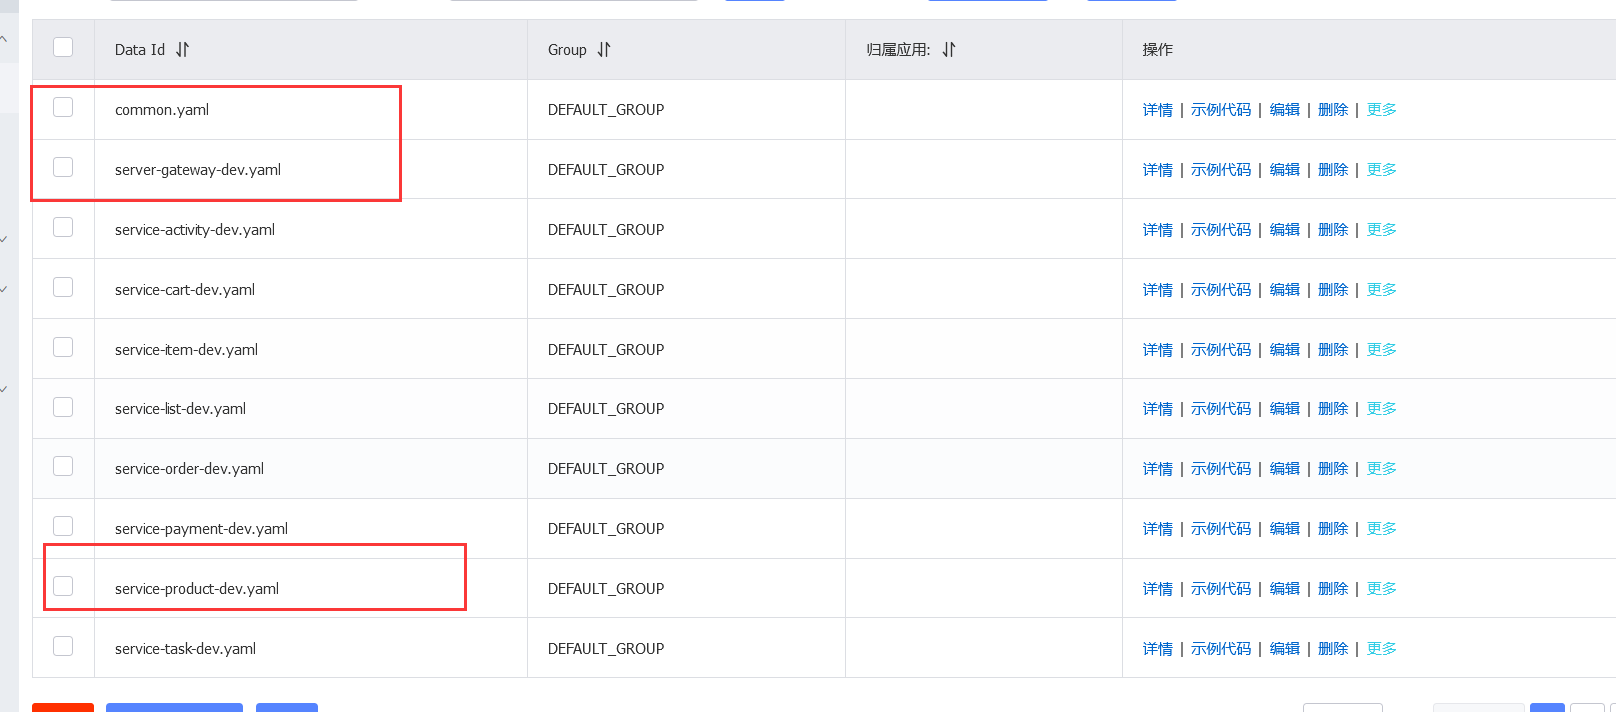 Data Id Group 归属应用: 操作
common.yaml DEFAULT_GROUP 详情 | 示例代码 | 编辑 | 删除 | 更多
server-gateway-dev.yaml DEFAULT_GROUP 详情 | 示例代码 | 编辑 | 删除 | 更多
service-activity-dev.yaml DEFAULT_GROUP 详情 | 示例代码 | 编辑 | 删除 | 更多
service-cart-dev.yaml DEFAULT_GROUP 详情 | 示例代码 | 编辑 | 删除 | 更多
service-item-dev.yaml DEFAULT_GROUP 详情 | 示例代码 | 编辑 | 删除 | 更多
service-list-dev.yaml DEFAULT_GROUP 详情 | 示例代码 | 编辑 | 删除 | 更多
service-order-dev.yaml DEFAULT_GROUP 详情 | 示例代码 | 编辑 | 删除 | 更多
service-payment-dev.yaml DEFAULT_GROUP 详情 | 示例代码 | 编辑 | 删除 | 更多
service-product-dev.yaml DEFAULT_GROUP 详情 | 示例代码 | 编辑 | 删除 | 更多
service-task-dev.yaml DEFAULT_GROUP 详情 | 示例代码 | 编辑 | 删除 | 更多